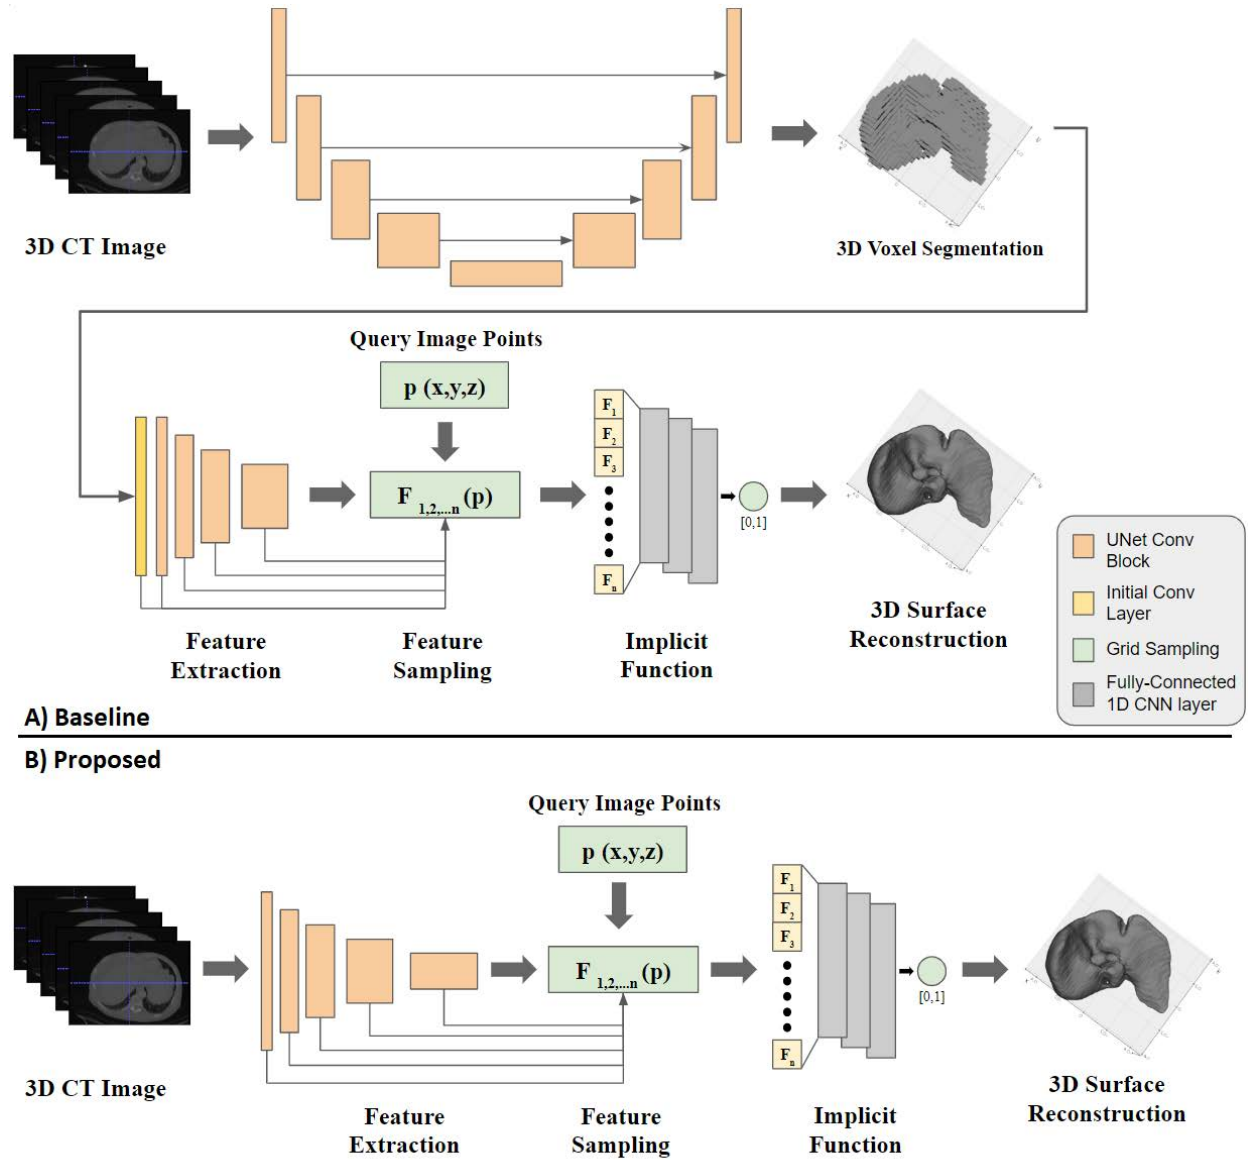 3D CT Image
3D Voxel Segmentation
Query Image Points
p (x,y,z)
F 1,2,...n (p)
F1
F2
F3
Fn
[0,1]
Feature
Extraction
Feature
Sampling
Implicit
Function
3D Surface
Reconstruction
UNet Conv
Block
Initial Conv
Layer
Grid Sampling
Fully-Connected
1D CNN layer
A) Baseline
B) Proposed
Query Image Points
p (x,y,z)
F 1,2,...n (p)
F1
F2
F3
Fn
[0,1]
3D CT Image
Feature
Extraction
Feature
Sampling
Implicit
Function
3D Surface
Reconstruction